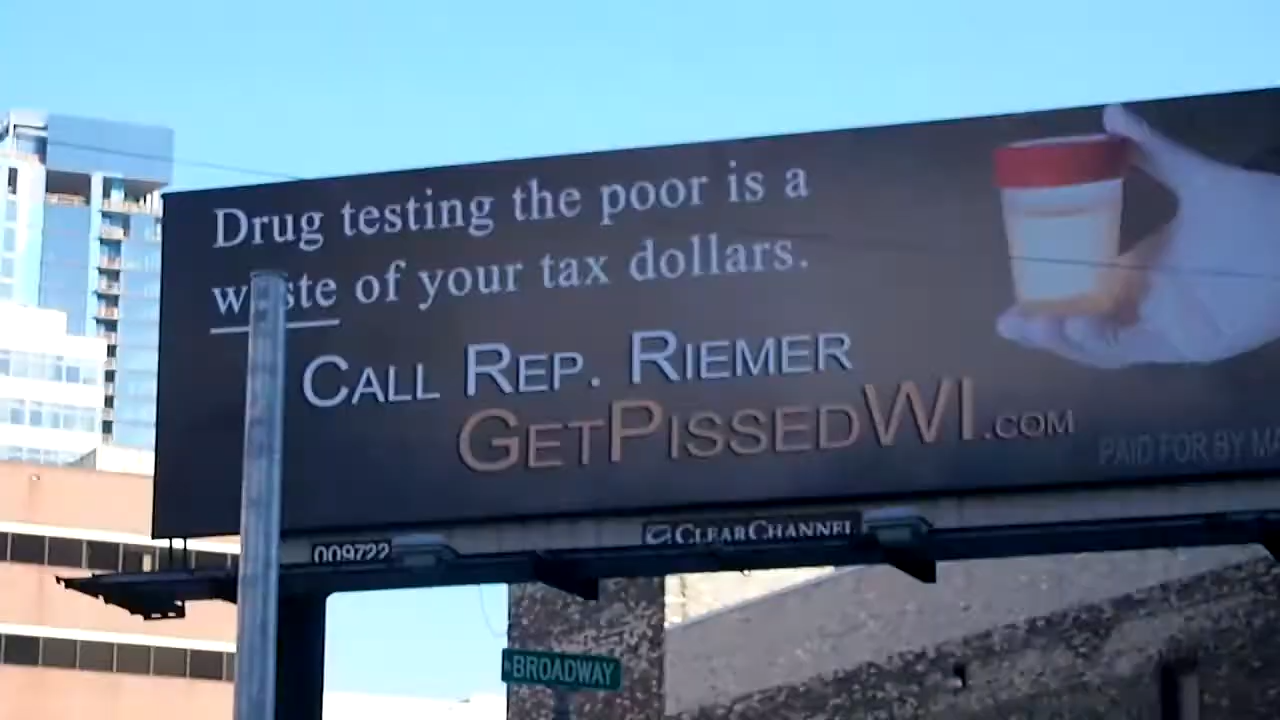 Drug testing the poor is a
waste of your tax dollars.
CALL REP. RIEMER
GETPISSEDWI.COM
PAID FOR BY
009722
CLEARCHANNEL
N BROADWAY